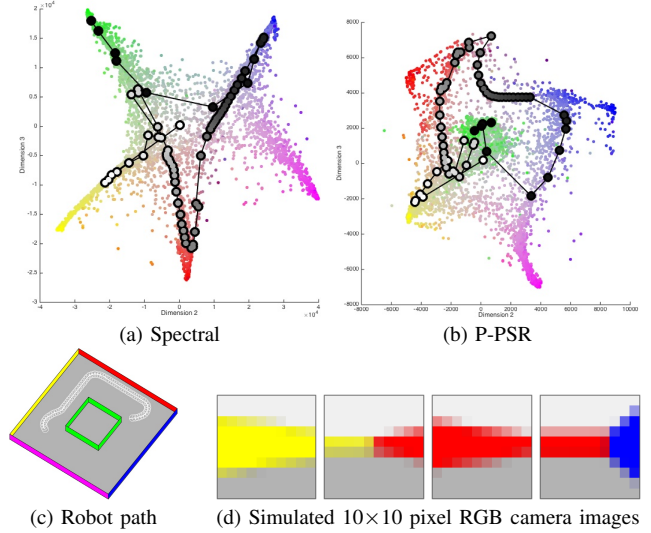 ×10⁴
2
1.5
1
0.5
0
-0.5
-1
-1.5
-2
-2.5
-3
Dimension 3
-4 -3 -2 -1 0 1 2 3 4
Dimension 2
×10⁴
(a) Spectral
8000
6000
4000
2000
0
-2000
-4000
-6000
-8000
Dimension 3
-8000 -6000 -4000 -2000 0 2000 4000 6000 8000 10000
Dimension 2
(b) P-PSR
(c) Robot path
(d) Simulated 10×10 pixel RGB camera images